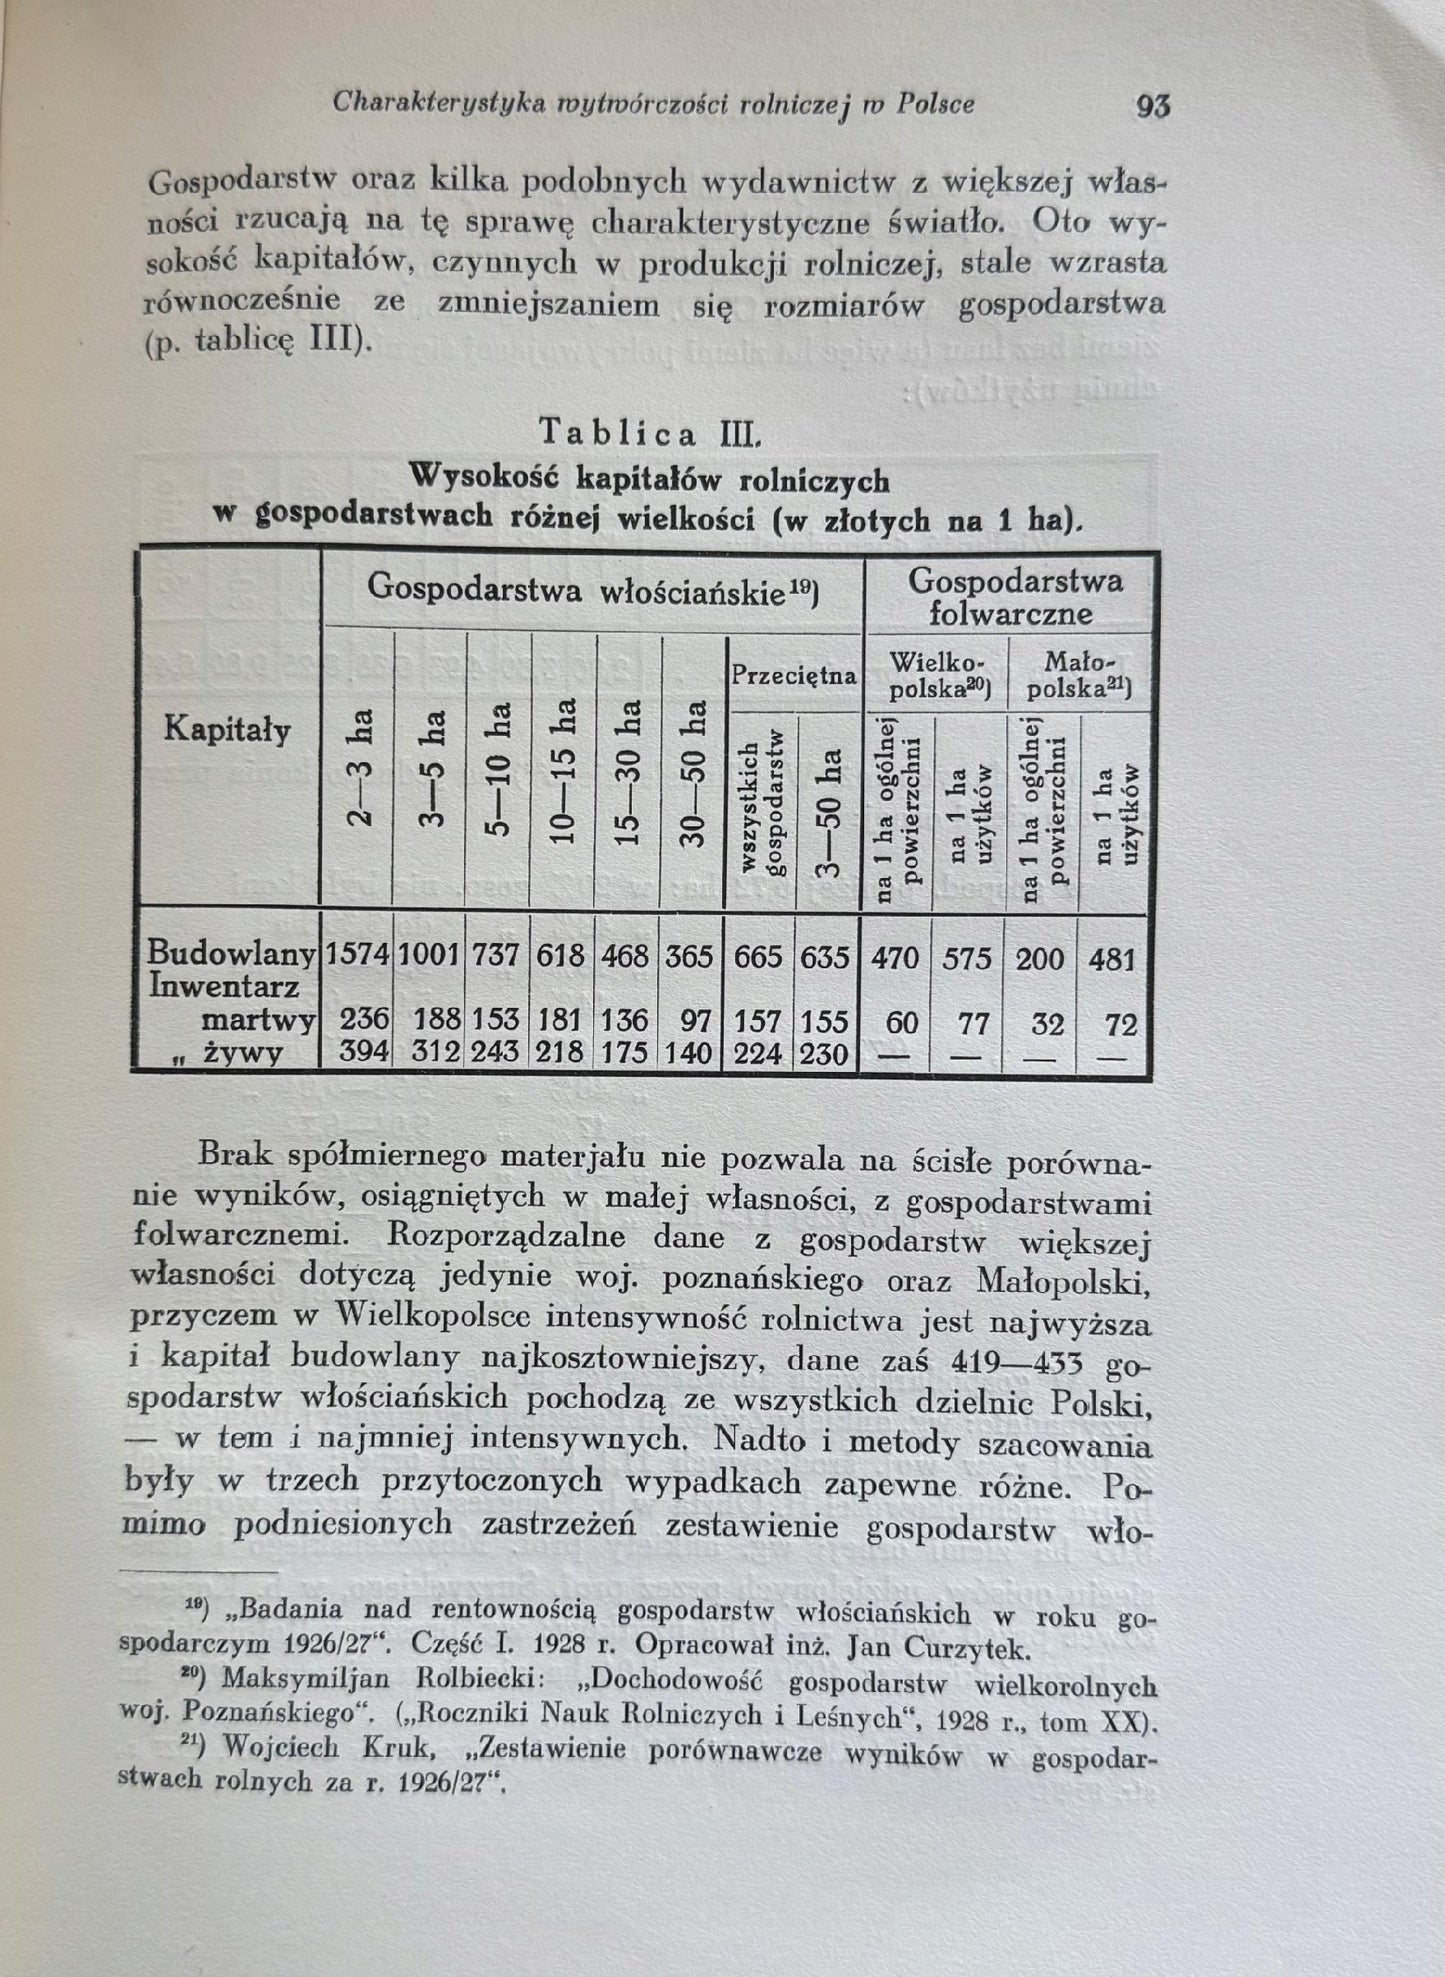 Charakterystyka wytwórczości rolniczej w Polsce 93
Gospodarstw oraz kilka podobnych wydawnictw z większej włas-
ności rzucają na tę sprawę charakterystyczne światło. Oto wy-
sokość kapitałów, czynnych w produkcji rolniczej, stale wzrasta
równocześnie ze zmniejszaniem się rozmiarów gospodarstwa
(p. tablicę III).
Tablica III.
Wysokość kapitałów rolniczych
w gospodarstwach różnej wielkości (w złotych na 1 ha).
Kapitały
Gospodarstwa włościańskie¹⁹)
Gospodarstwa
folwarczne
2—3 ha
3—5 ha
5—10 ha
10—15 ha
15—30 ha
30—50 ha
Przeciętna
wszystkich
gospodarstw
3—50 ha
Wielko-
polska²⁰)
na 1 ha ogólnej
powierzchni
na 1 ha
użytków
Mało-
polska²¹)
na 1 ha ogólnej
powierzchni
na 1 ha
użytków
Budowlany 1574 1001 737 618 468 365 665 635 470 575 200 481
Inwentarz
martwy 236 188 153 181 136 97 157 155 60 77 32 72
„ żywy 394 312 243 218 175 140 224 230 — — — —
Brak spółmiernego materjału nie pozwala na ścisłe porówna-
nie wyników, osiągniętych w małej własności, z gospodarstwami
folwarcznemi. Rozporządzalne dane z gospodarstw większej
własności dotyczą jedynie woj. poznańskiego oraz Małopolski,
przyczem w Wielkopolsce intensywność rolnictwa jest najwyższa
i kapitał budowlany najkosztowniejszy, dane zaś 419—433 go-
spodarstw włościańskich pochodzą ze wszystkich dzielnic Polski,
— w tem i najmniej intensywnych. Nadto i metody szacowania
były w trzech przytoczonych wypadkach zapewne różne. Po-
mimo podniesionych zastrzeżeń zestawienie gospodarstw wło-
¹⁹) „Badania nad rentownością gospodarstw włościańskich w roku go-
spodarczym 1926/27“. Część I. 1928 r. Opracował inż. Jan Curzytek.
²⁰) Maksymiljan Rolbiecki: „Dochodowość gospodarstw wielkorolnych
woj. Poznańskiego“. („Roczniki Nauk Rolniczych i Leśnych“, 1928 r., tom XX).
²¹) Wojciech Kruk, „Zestawienie porównawcze wyników w gospodar-
stwach rolnych za r. 1926/27“.